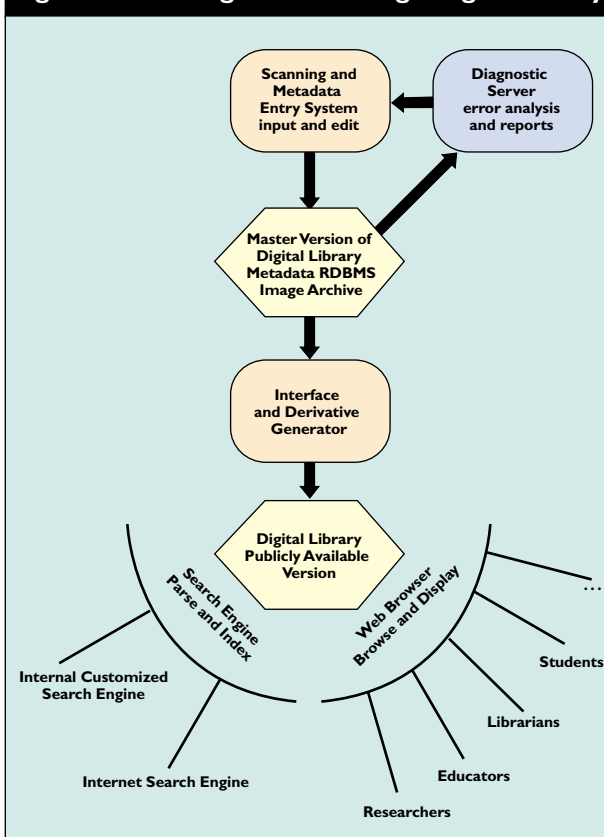 Scanning and
Metadata
Entry System
input and edit
Diagnostic
Server
error analysis
and reports
Master Version of
Digital Library
Metadata RDBMS
Image Archive
Interface
and Derivative
Generator
Digital Library
Publicly Available
Version
Search Engine
Parse and Index
Web Browser
Browse and Display
...
Students
Internal Customized
Search Engine
Librarians
Internet Search Engine
Educators
Researchers